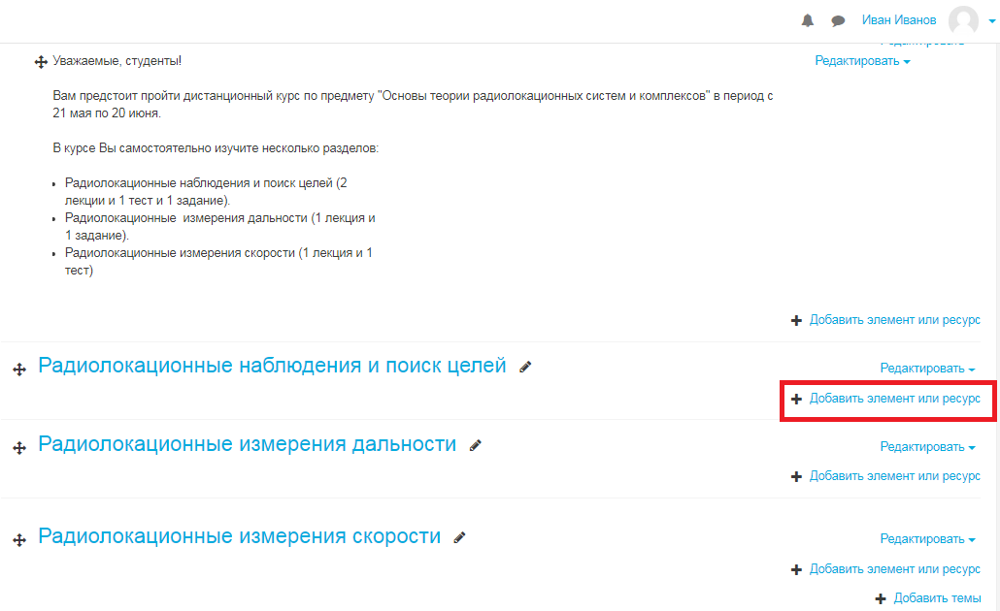 Иван Иванов
Уважаемые, студенты!
Редактировать
Вам предстоит пройти дистанционный курс по предмету "Основы теории радиолокационных систем и комплексов" в период с
21 мая по 20 июня.
В курсе Вы самостоятельно изучите несколько разделов:
Радиолокационные наблюдения и поиск целей (2
лекции и 1 тест и 1 задание).
Радиолокационные измерения дальности (1 лекция и
1 задание).
Радиолокационные измерения скорости (1 лекция и 1
тест)
Добавить элемент или ресурс
Радиолокационные наблюдения и поиск целей
Редактировать
Добавить элемент или ресурс
Радиолокационные измерения дальности
Редактировать
Добавить элемент или ресурс
Радиолокационные измерения скорости
Редактировать
Добавить элемент или ресурс
Добавить темы